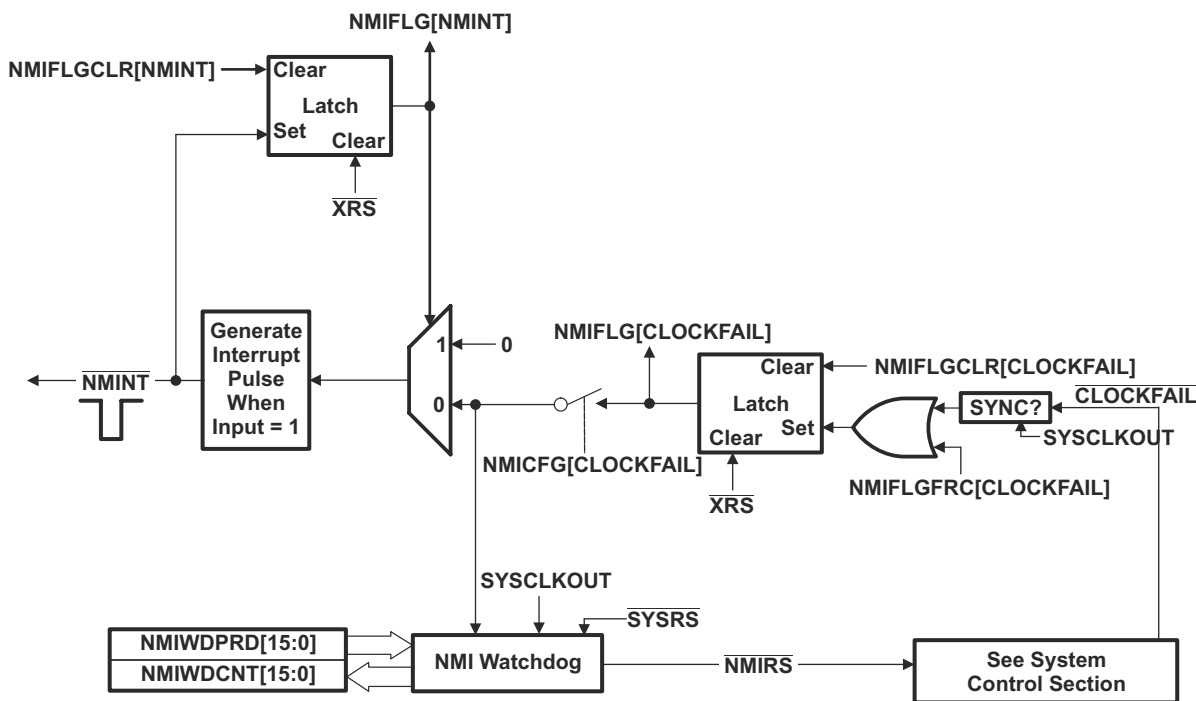 NMIFLG[NMINT]
NMIFLGCLR[NMINT]
Clear
Latch
Set
Clear
XRS
Generate
Interrupt
Pulse
When
Input = 1
NMINT
1
0
0
NMIFLG[CLOCKFAIL]
NMICFG[CLOCKFAIL]
Clear
Latch
Set
Clear
XRS
NMIFLGCLR[CLOCKFAIL]
CLOCKFAIL
SYNC?
SYSCLKOUT
NMIFLGFRC[CLOCKFAIL]
SYSCLKOUT
SYSRS
NMIWDPRD[15:0]
NMIWDCNT[15:0]
NMI Watchdog
NMIRS
See System
Control Section